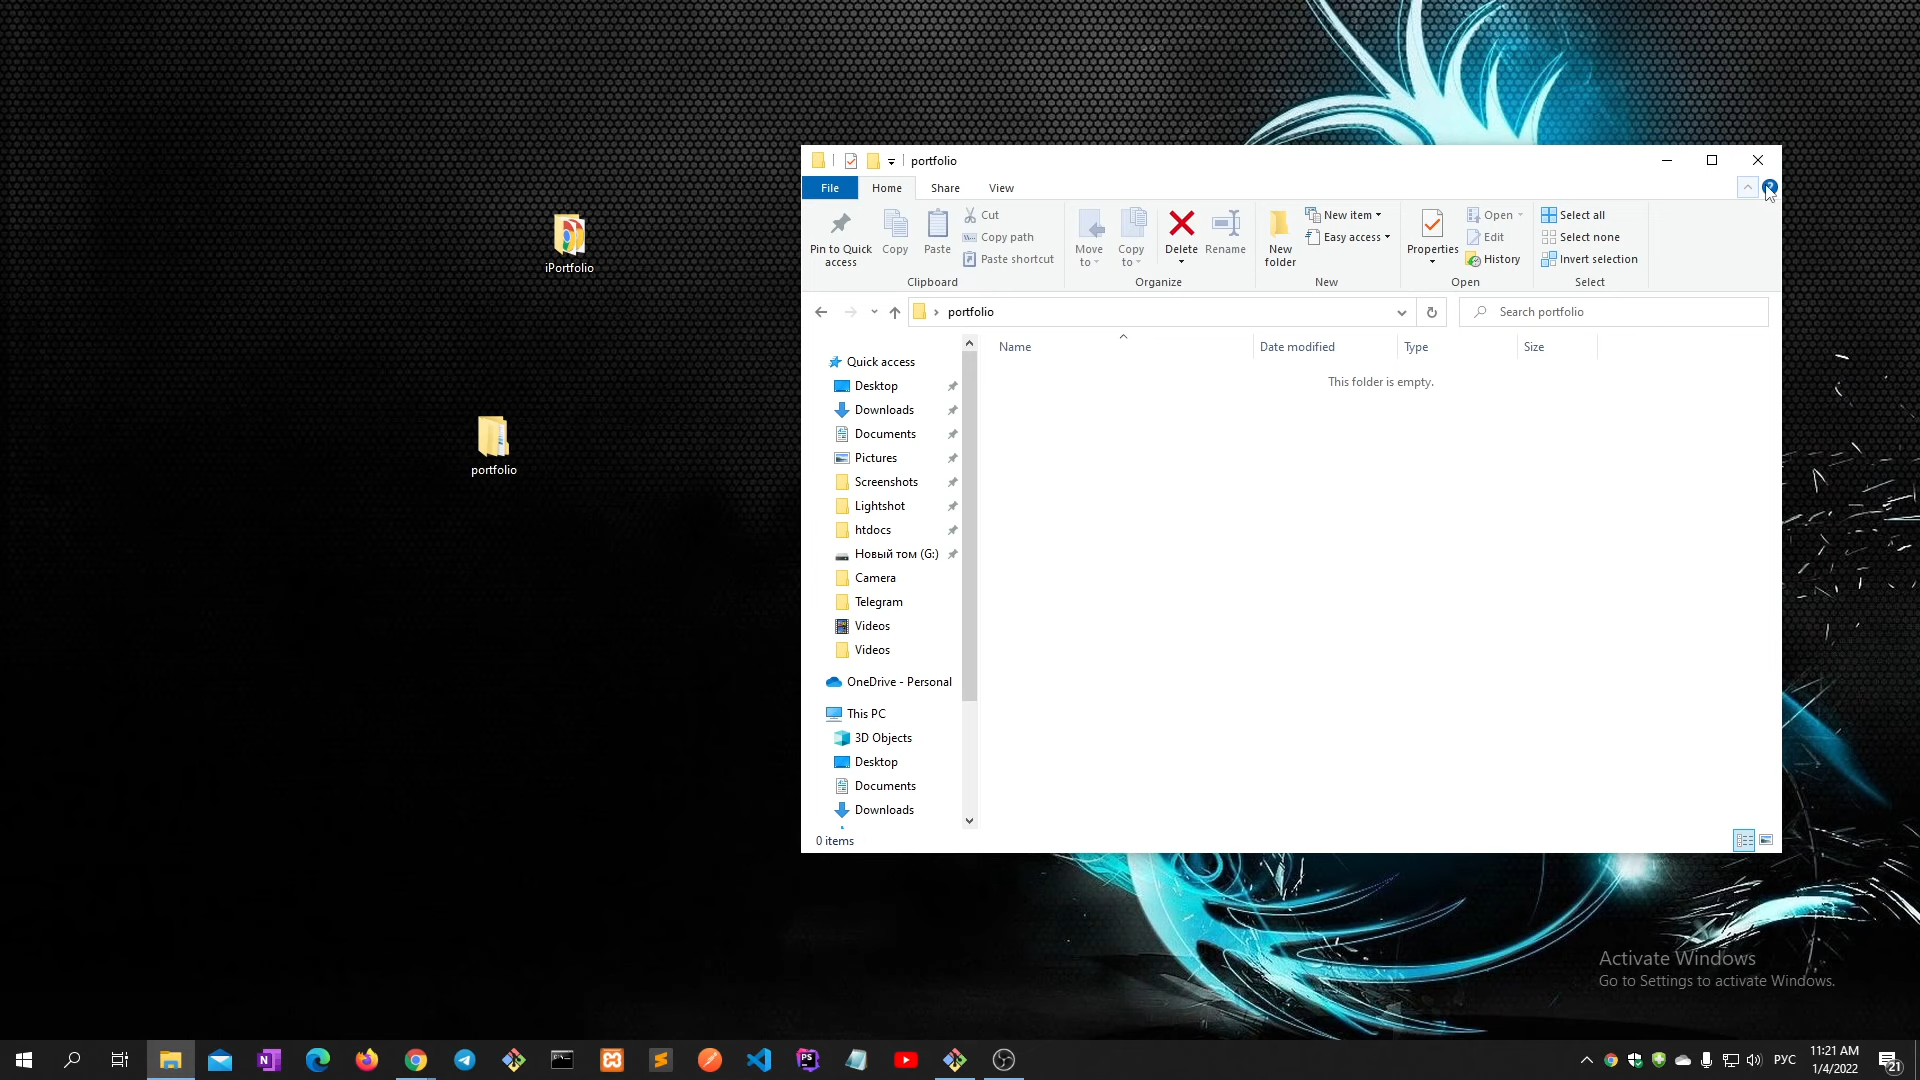 iPortfolio
portfolio
portfolio
File
Home
Share
View
Pin to Quick access
Copy
Paste
Cut
Copy path
Paste shortcut
Clipboard
Move to
Copy to
Delete
Rename
Organize
New folder
New item
Easy access
New
Properties
Open
Edit
History
Open
Select all
Select none
Invert selection
Select
portfolio
Search portfolio
Name
Date modified
Type
Size
This folder is empty.
Quick access
Desktop
Downloads
Documents
Pictures
Screenshots
Lightshot
htdocs
Новый том (G:)
Camera
Telegram
Videos
Videos
OneDrive - Personal
This PC
3D Objects
Desktop
Documents
Downloads
0 items
Activate Windows
Go to Settings to activate Windows.
N
PS
РУС
11:21 AM
1/4/2022
21